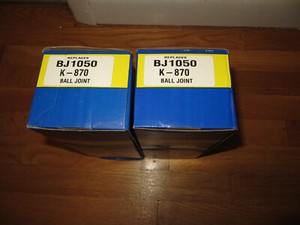 REPLACES
BJ1050
K-870
BALL JOINT
REPLACES
BJ1050
K-870
BALL JOINT